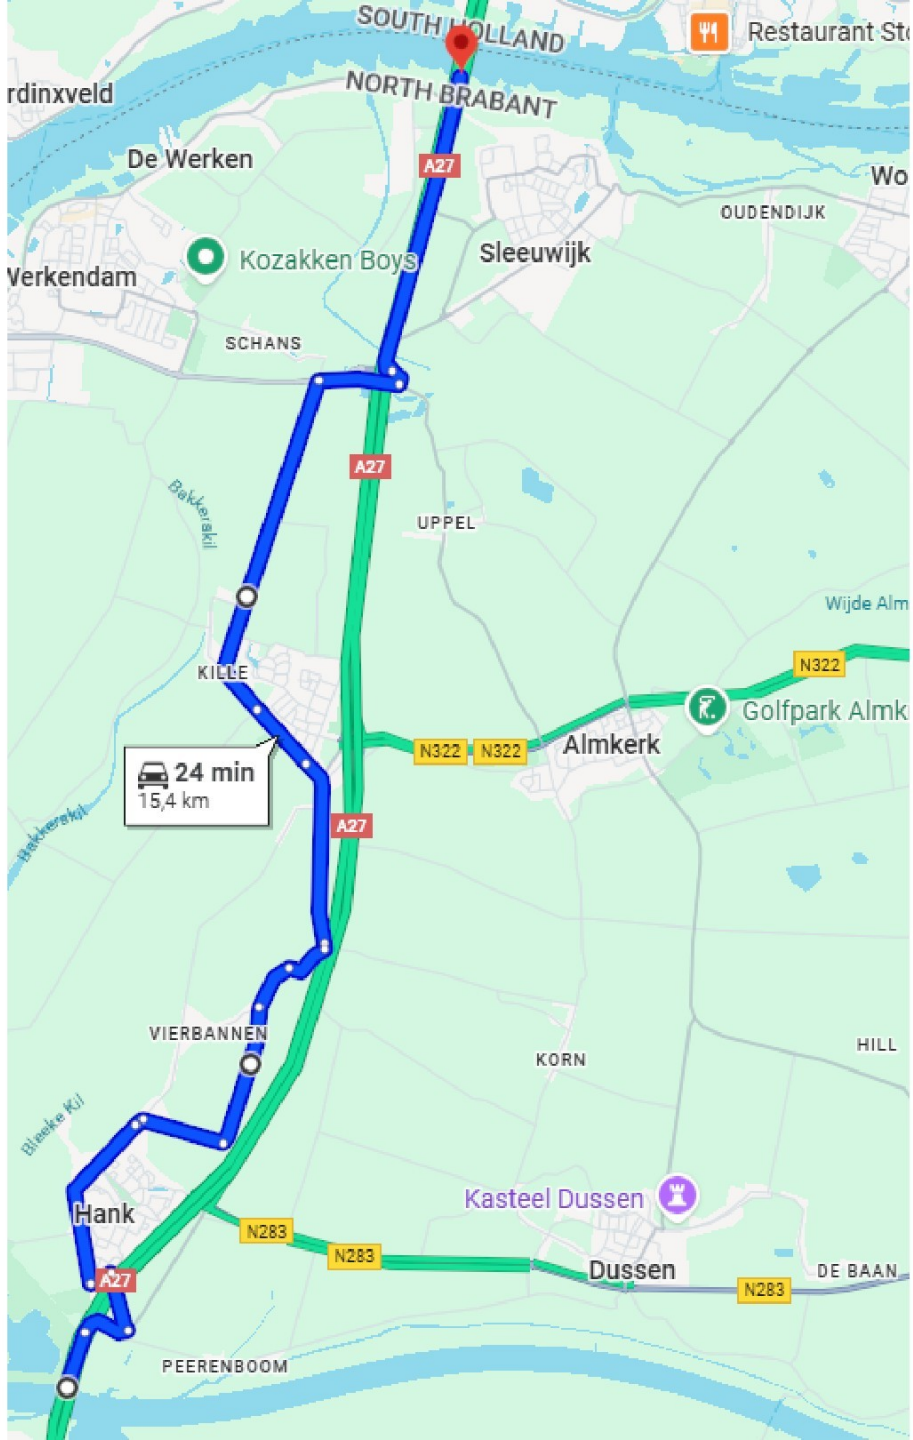 SOUTH HOLLAND
Restaurant Sto
rdinxveld
NORTH BRABANT
De Werken
A27
Wo
OUDENDIJK
Sleeuwijk
Kozakken Boys
Werkendam
SCHANS
A27
Bakkerskil
UPPEL
Wijde Alm
KILLE
N322
Golfpark Almk
N322
N322
Almkerk
24 min
15,4 km
A27
Bakkerskil
VIERBANNEN
KORN
HILL
Bleeke Kil
Kasteel Dussen
Hank
N283
N283
Dussen
DE BAAN
A27
N283
PEERENBOOM